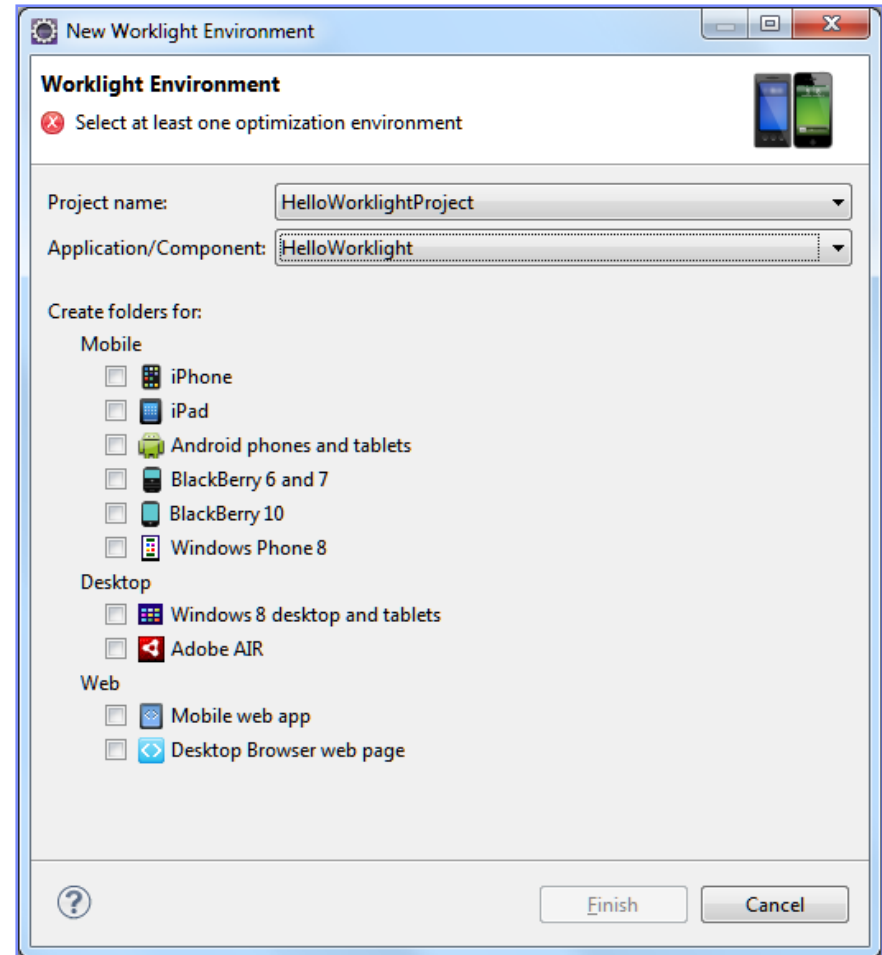 New Worklight Environment
Worklight Environment
Select at least one optimization environment
Project name: HelloWorklightProject
Application/Component: HelloWorklight
Create folders for:
Mobile
iPhone
iPad
Android phones and tablets
BlackBerry 6 and 7
BlackBerry 10
Windows Phone 8
Desktop
Windows 8 desktop and tablets
Adobe AIR
Web
Mobile web app
Desktop Browser web page
Finish Cancel